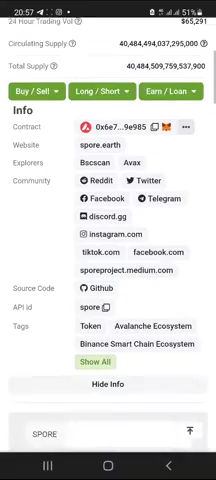 20:57
51%
24 Hour Trading Vol
$65,291
Circulating Supply
40,484,494,037,295,000
Total Supply
40,484,509,759,537,900
Buy / Sell
Long / Short
Earn / Loan
Info
Contract
0x6e7...9e985
Website
spore.earth
Explorers
Bscscan
Avax
Community
Reddit
Twitter
Facebook
Telegram
discord.gg
instagram.com
tiktok.com
facebook.com
sporeproject.medium.com
Source Code
Github
API id
spore
Tags
Token
Avalanche Ecosystem
Binance Smart Chain Ecosystem
Show All
Hide Info
SPORE